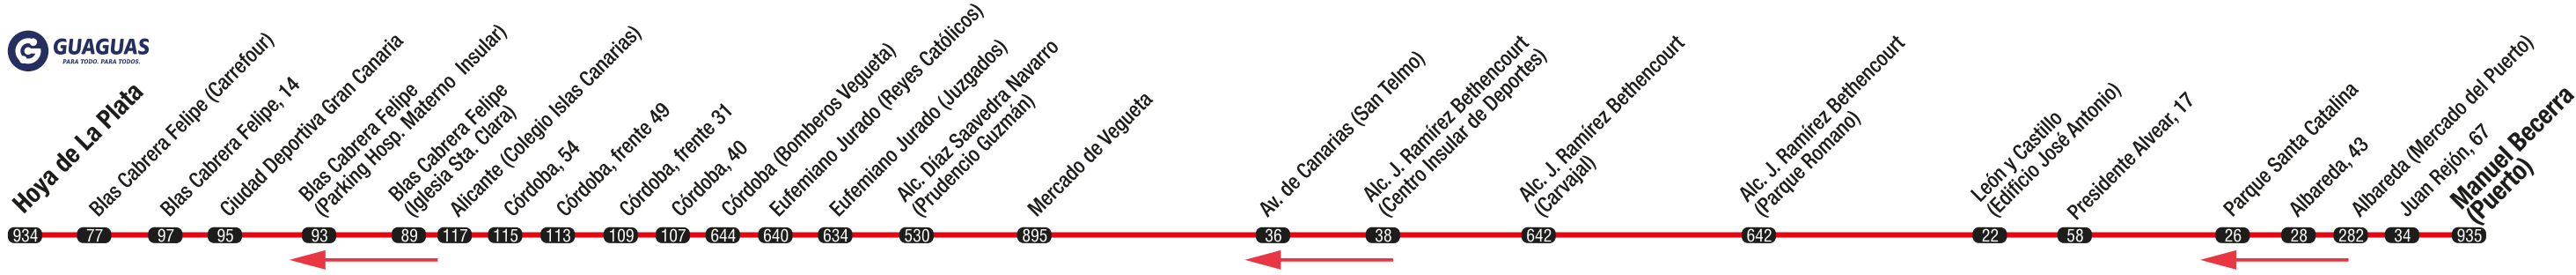 GUAGUAS
PARA TODO. PARA TODOS.
Hoya de La Plata
Blas Cabrera Felipe (Carrefour)
Blas Cabrera Felipe, 14
Ciudad Deportiva Gran Canaria
Blas Cabrera Felipe
(Parking Hosp. Materno Insular)
Blas Cabrera Felipe
(Iglesia Sta. Clara)
Alicante (Colegio Islas Canarias)
Córdoba, 54
Córdoba, frente 49
Córdoba, frente 31
Córdoba, 40
Córdoba (Bomberos Vegueta)
Eufemiano Jurado (Reyes Católicos)
Eufemiano Jurado (Juzgados)
Alc. Díaz Saavedra Navarro
(Prudencio Guzmán)
Mercado de Vegueta
Av. de Canarias (San Telmo)
Alc. J. Ramírez Bethencourt
(Centro Insular de Deportes)
Alc. J. Ramírez Bethencourt
(Carvajal)
Alc. J. Ramírez Bethencourt
(Parque Romano)
León y Castillo
(Edificio José Antonio)
Presidente Alvear, 17
Parque Santa Catalina
Albareda, 43
Albareda (Mercado del Puerto)
Juan Rejón, 67
Manuel Becerra
(Puerto)
934 77 97 95 93 89 117 115 113 109 107 644 640 634 530 895 36 38 642 642 22 58 26 28 282 34 935